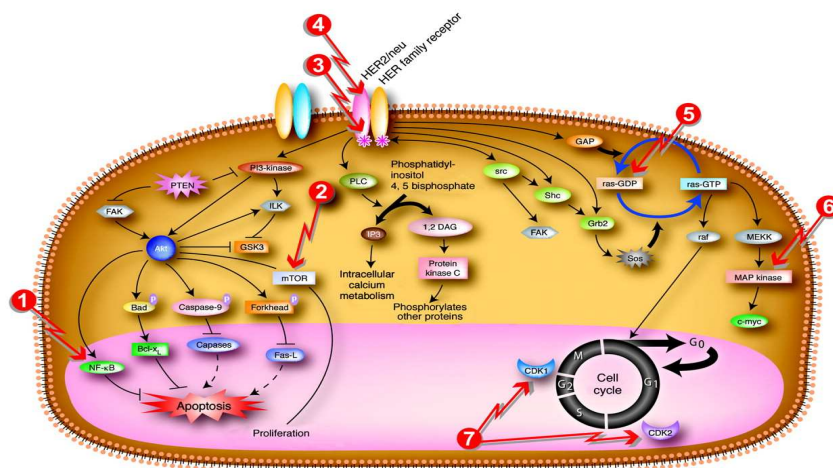 4
HER2/neu
HER family receptor
3
5
GAP
PTEN
PI3-kinase
Phosphatidyl-
inositol
4, 5 bisphosphate
src
ras-GDP
ras-GTP
PLC
2
Shc
6
FAK
ILK
Grb2
IP3
1,2 DAG
FAK
raf
MEKK
Akt
GSK3
Sos
mTOR
Protein
kinase C
MAP kinase
Intracellular
calcium
metabolism
1
Bad
P
Caspase-9
P
Forkhead
P
Phosphorylates
other proteins
c-myc
Bcl-xL
Capases
Fas-L
NF-κB
M
G0
CDK1
G2
Cell
cycle
G1
S
Apoptosis
Proliferation
7
CDK2